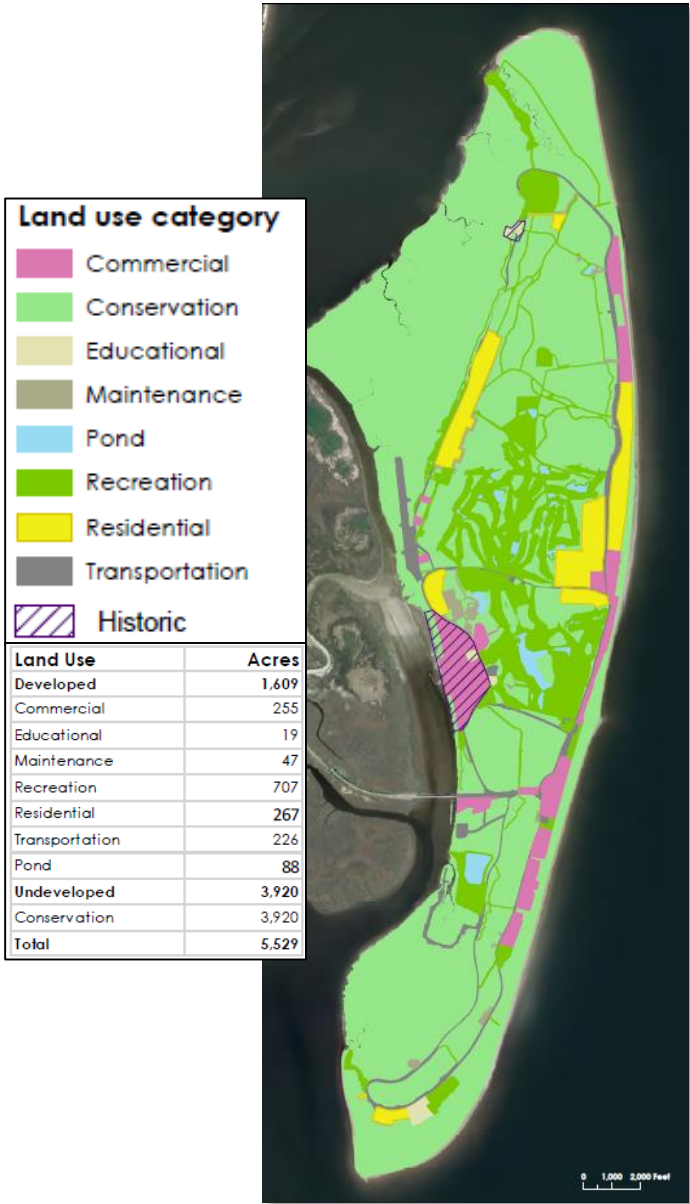 Land use category
Commercial
Conservation
Educational
Maintenance
Pond
Recreation
Residential
Transportation
Historic
Land Use Acres
Developed 1,609
Commercial 255
Educational 19
Maintenance 47
Recreation 707
Residential 267
Transportation 226
Pond 88
Undeveloped 3,920
Conservation 3,920
Total 5,529
0 1,000 2,000 Feet